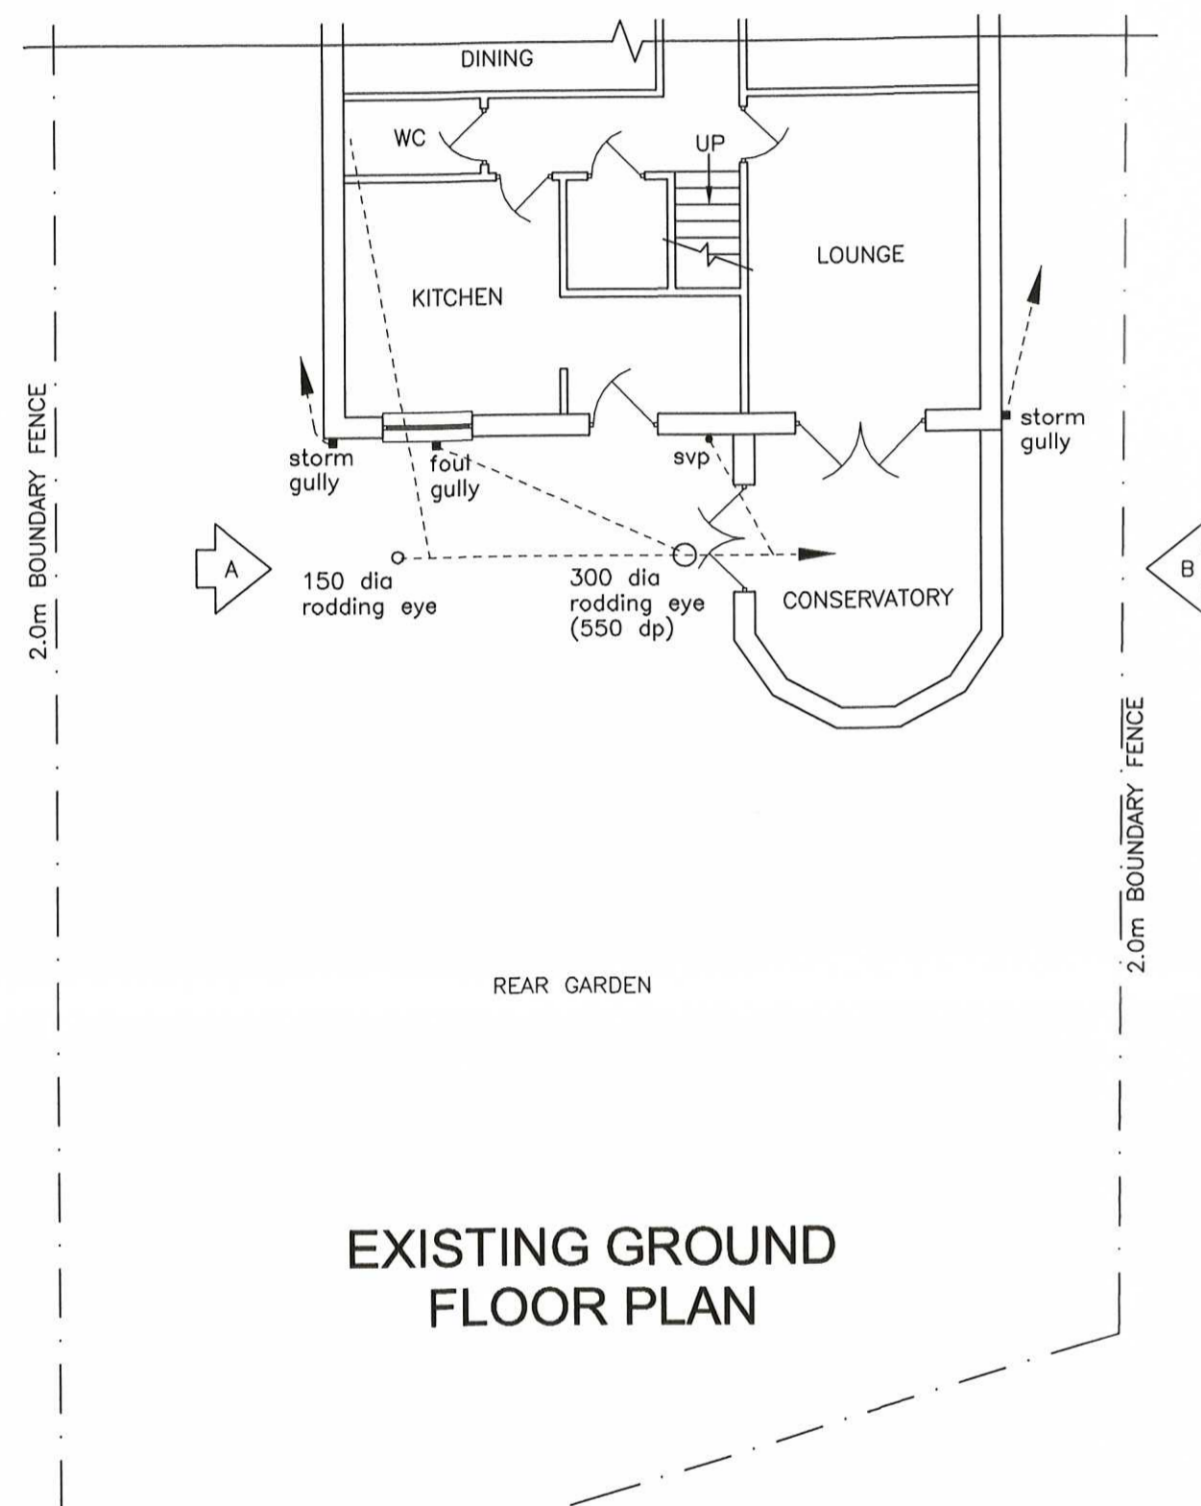 DINING
WC
UP
LOUNGE
KITCHEN
2.0m BOUNDARY FENCE
storm
gully
foul
gully
svp
storm
gully
A
150 dia
rodding eye
300 dia
rodding eye
(550 dp)
CONSERVATORY
B
2.0m BOUNDARY FENCE
REAR GARDEN
EXISTING GROUND
FLOOR PLAN